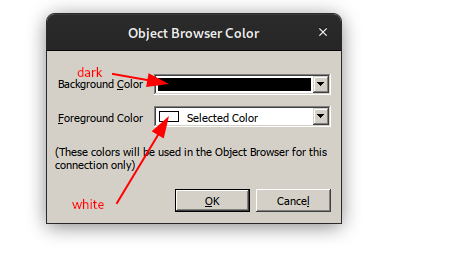 Object Browser Color
×
dark
Background Color
Foreground Color
Selected Color
(These colors will be used in the Object Browser for this
connection only)
white
OK
Cancel